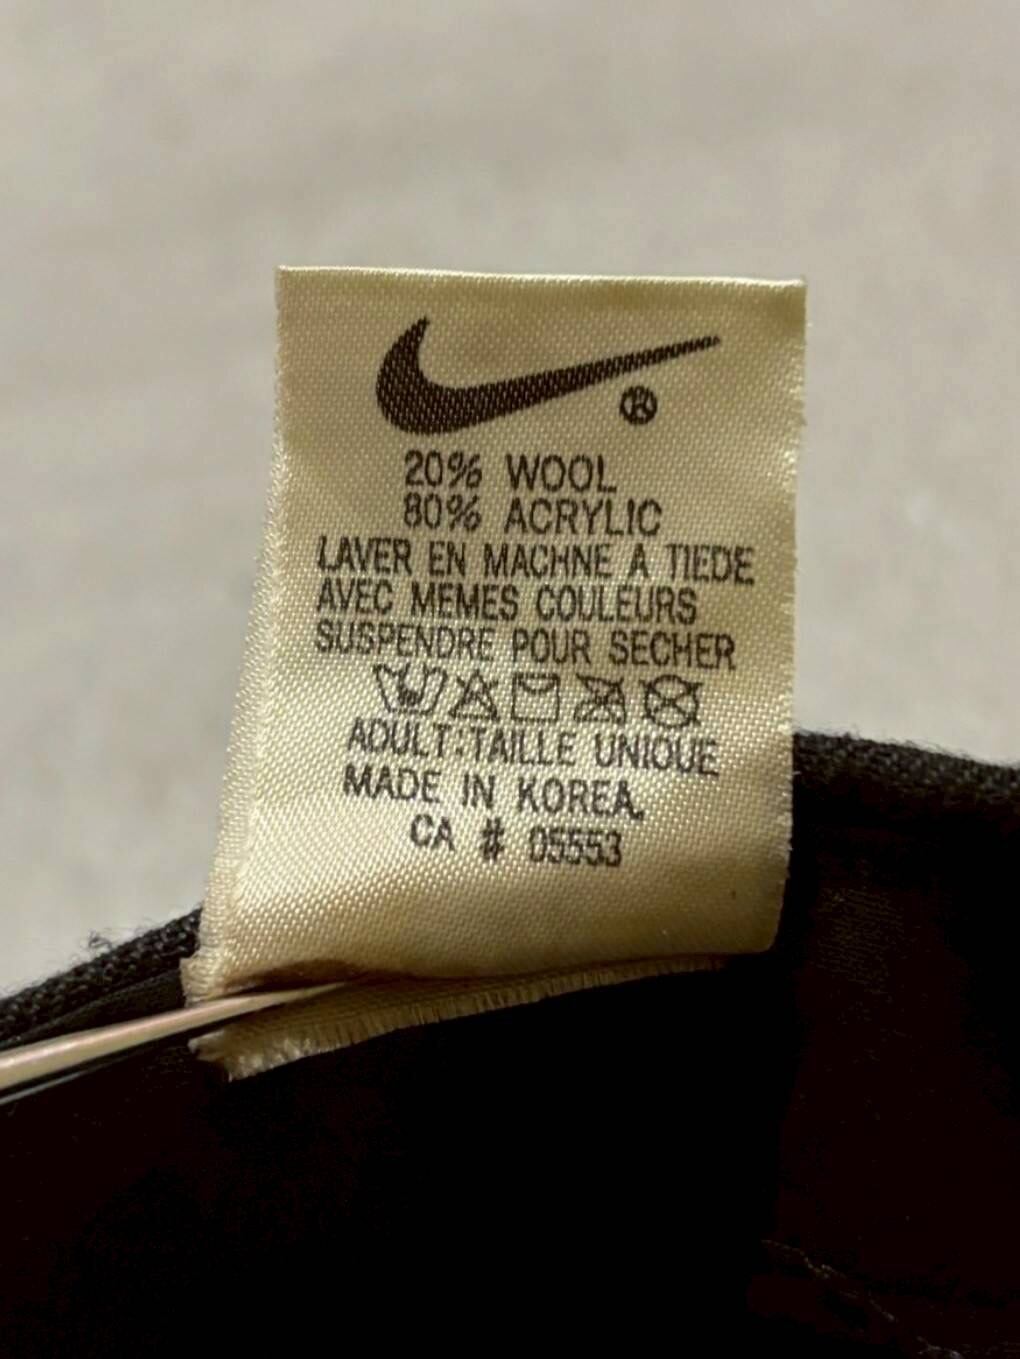 20% WOOL
80% ACRYLIC
LAVER EN MACHNE A TIEDE
AVEC MEMES COULEURS
SUSPENDRE POUR SECHER
ADULT:TAILLE UNIQUE
MADE IN KOREA.
CA # 05553